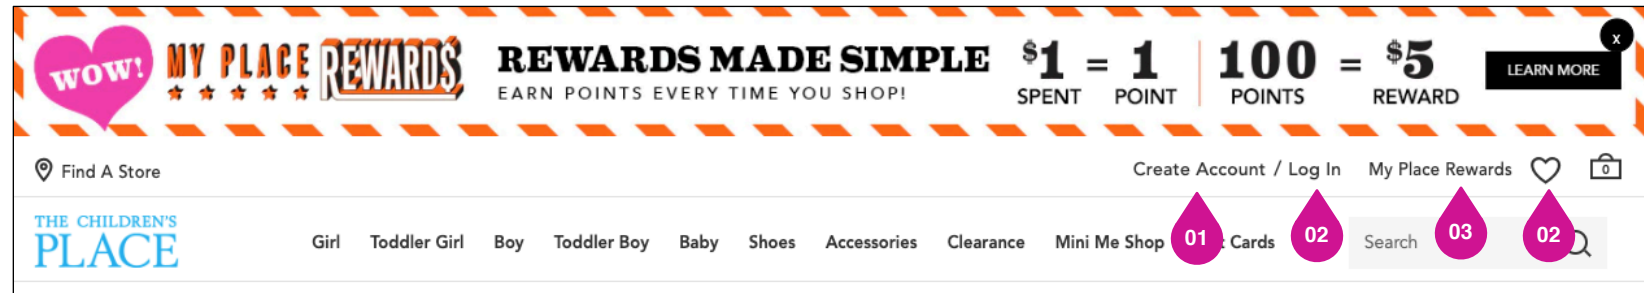 WOW! MY PLACE REWARDS REWARDS MADE SIMPLE $1 = 1 100 = $5 x
EARN POINTS EVERY TIME YOU SHOP! SPENT POINT POINTS REWARD LEARN MORE
Find A Store Create Account / Log In My Place Rewards 0
THE CHILDREN'S
PLACE Girl Toddler Girl Boy Toddler Boy Baby Shoes Accessories Clearance Mini Me Shop 01 Cards 02 Search 03 02